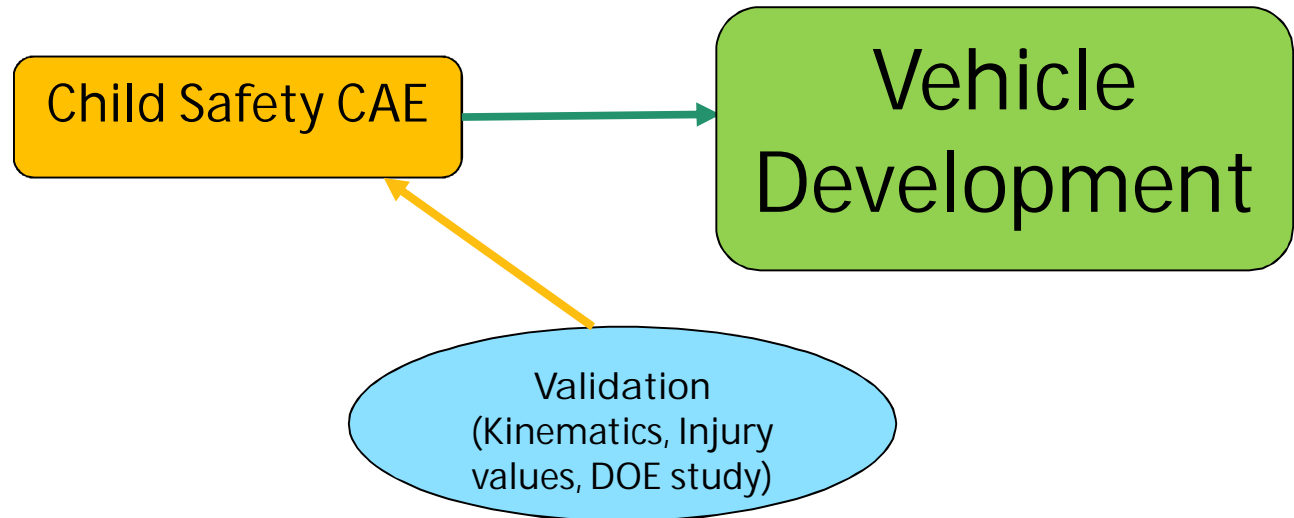 Child Safety CAE
Vehicle
Development
Validation
(Kinematics, Injury
values, DOE study)